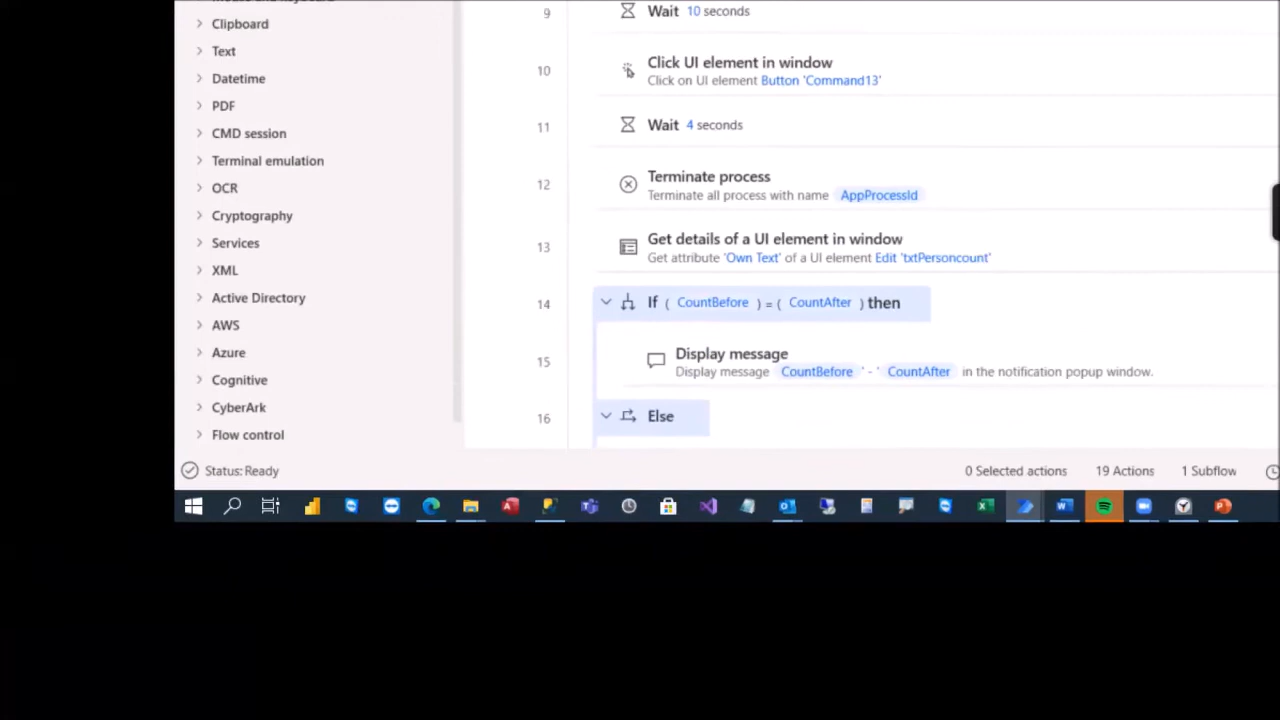 Mouse and keyboard
Clipboard
Text
Datetime
PDF
CMD session
Terminal emulation
OCR
Cryptography
Services
XML
Active Directory
AWS
Azure
Cognitive
CyberArk
Flow control
9
Wait 10 seconds
10
Click UI element in window
Click on UI element Button 'Command13'
11
Wait 4 seconds
12
Terminate process
Terminate all process with name AppProcessId
13
Get details of a UI element in window
Get attribute 'Own Text' of a UI element Edit 'txtPersoncount'
14
If ( CountBefore ) = ( CountAfter ) then
15
Display message
Display message CountBefore ' - ' CountAfter in the notification popup window.
16
Else
Status: Ready
0 Selected actions
19 Actions
1 Subflow